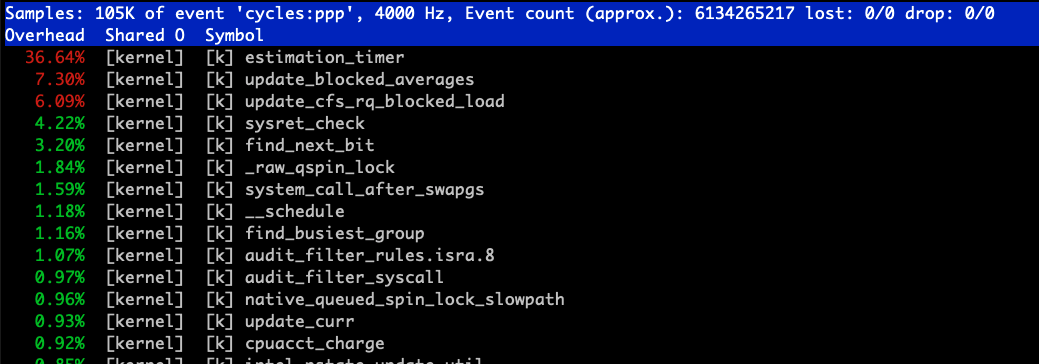 Samples: 105K of event 'cycles:ppp', 4000 Hz, Event count (approx.): 6134265217 lost: 0/0 drop: 0/0
Overhead  Shared O  Symbol
36.64%  [kernel]  [k] estimation_timer
7.30%  [kernel]  [k] update_blocked_averages
6.09%  [kernel]  [k] update_cfs_rq_blocked_load
4.22%  [kernel]  [k] sysret_check
3.20%  [kernel]  [k] find_next_bit
1.84%  [kernel]  [k] _raw_qspin_lock
1.59%  [kernel]  [k] system_call_after_swapgs
1.18%  [kernel]  [k] __schedule
1.16%  [kernel]  [k] find_busiest_group
1.07%  [kernel]  [k] audit_filter_rules.isra.8
0.97%  [kernel]  [k] audit_filter_syscall
0.96%  [kernel]  [k] native_queued_spin_lock_slowpath
0.93%  [kernel]  [k] update_curr
0.92%  [kernel]  [k] cpuacct_charge
0.85%  [kernel]  [k] intel_pstate_update_util